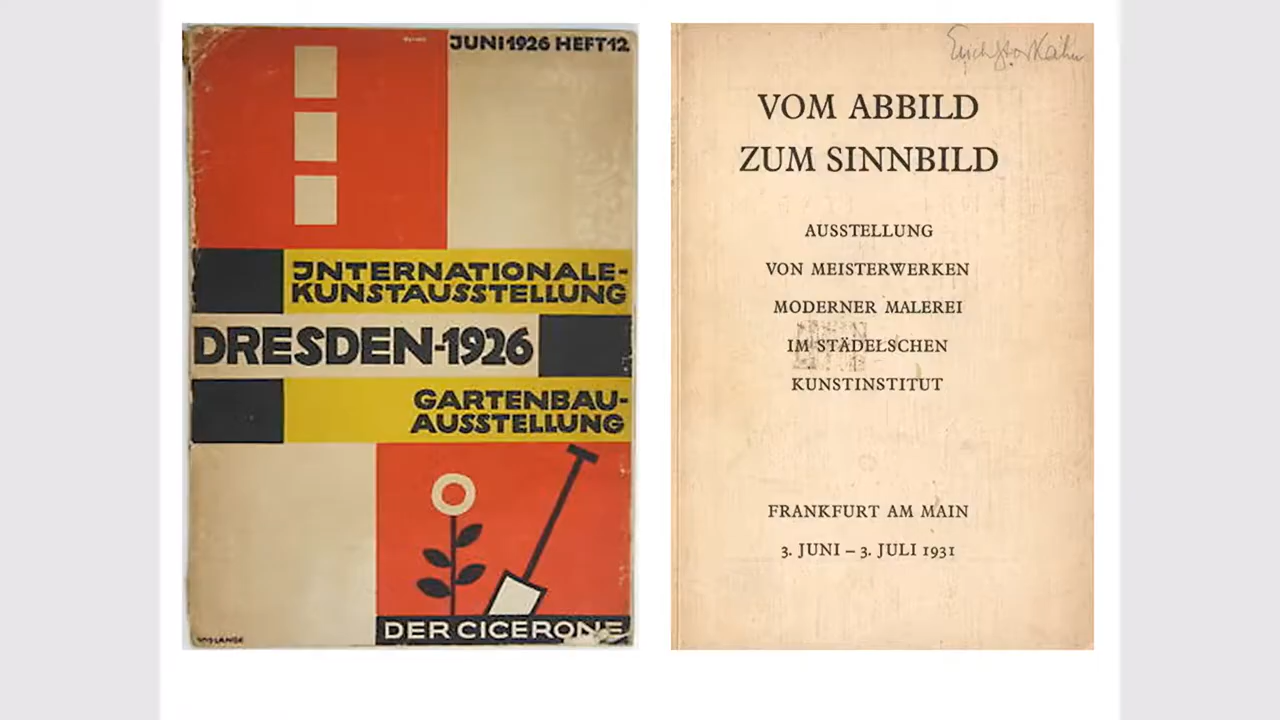 JUNI 1926 HEFT 12
INTERNATIONALE-
KUNSTAUSSTELLUNG
DRESDEN-1926
GARTENBAU-
AUSSTELLUNG
DER CICERONE
VOM ABBILD
ZUM SINNBILD
AUSSTELLUNG
VON MEISTERWERKEN
MODERNER MALEREI
IM STÄDELSCHEN
KUNSTINSTITUT
FRANKFURT AM MAIN
3. JUNI – 3. JULI 1931